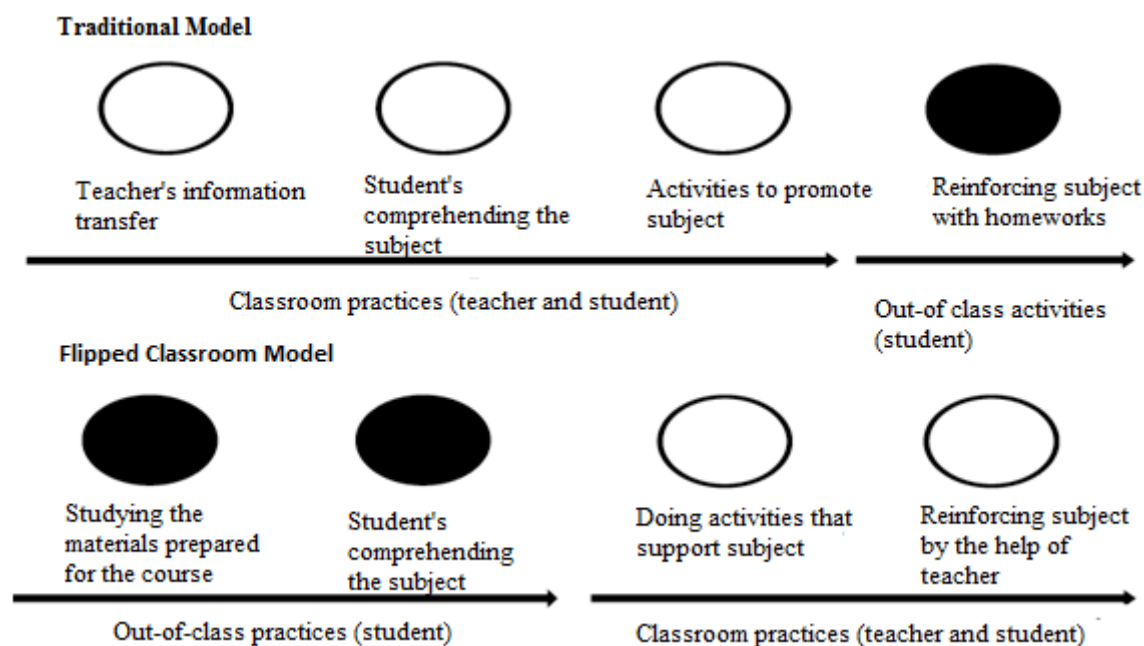 Traditional Model
Teacher's information
transfer
Student's
comprehending the
subject
Activities to promote
subject
Reinforcing subject
with homeworks
Classroom practices (teacher and student)
Out-of class activities
(student)
Flipped Classroom Model
Studying the
materials prepared
for the course
Student's
comprehending
the subject
Doing activities that
support subject
Reinforcing subject
by the help of
teacher
Out-of-class practices (student)
Classroom practices (teacher and student)